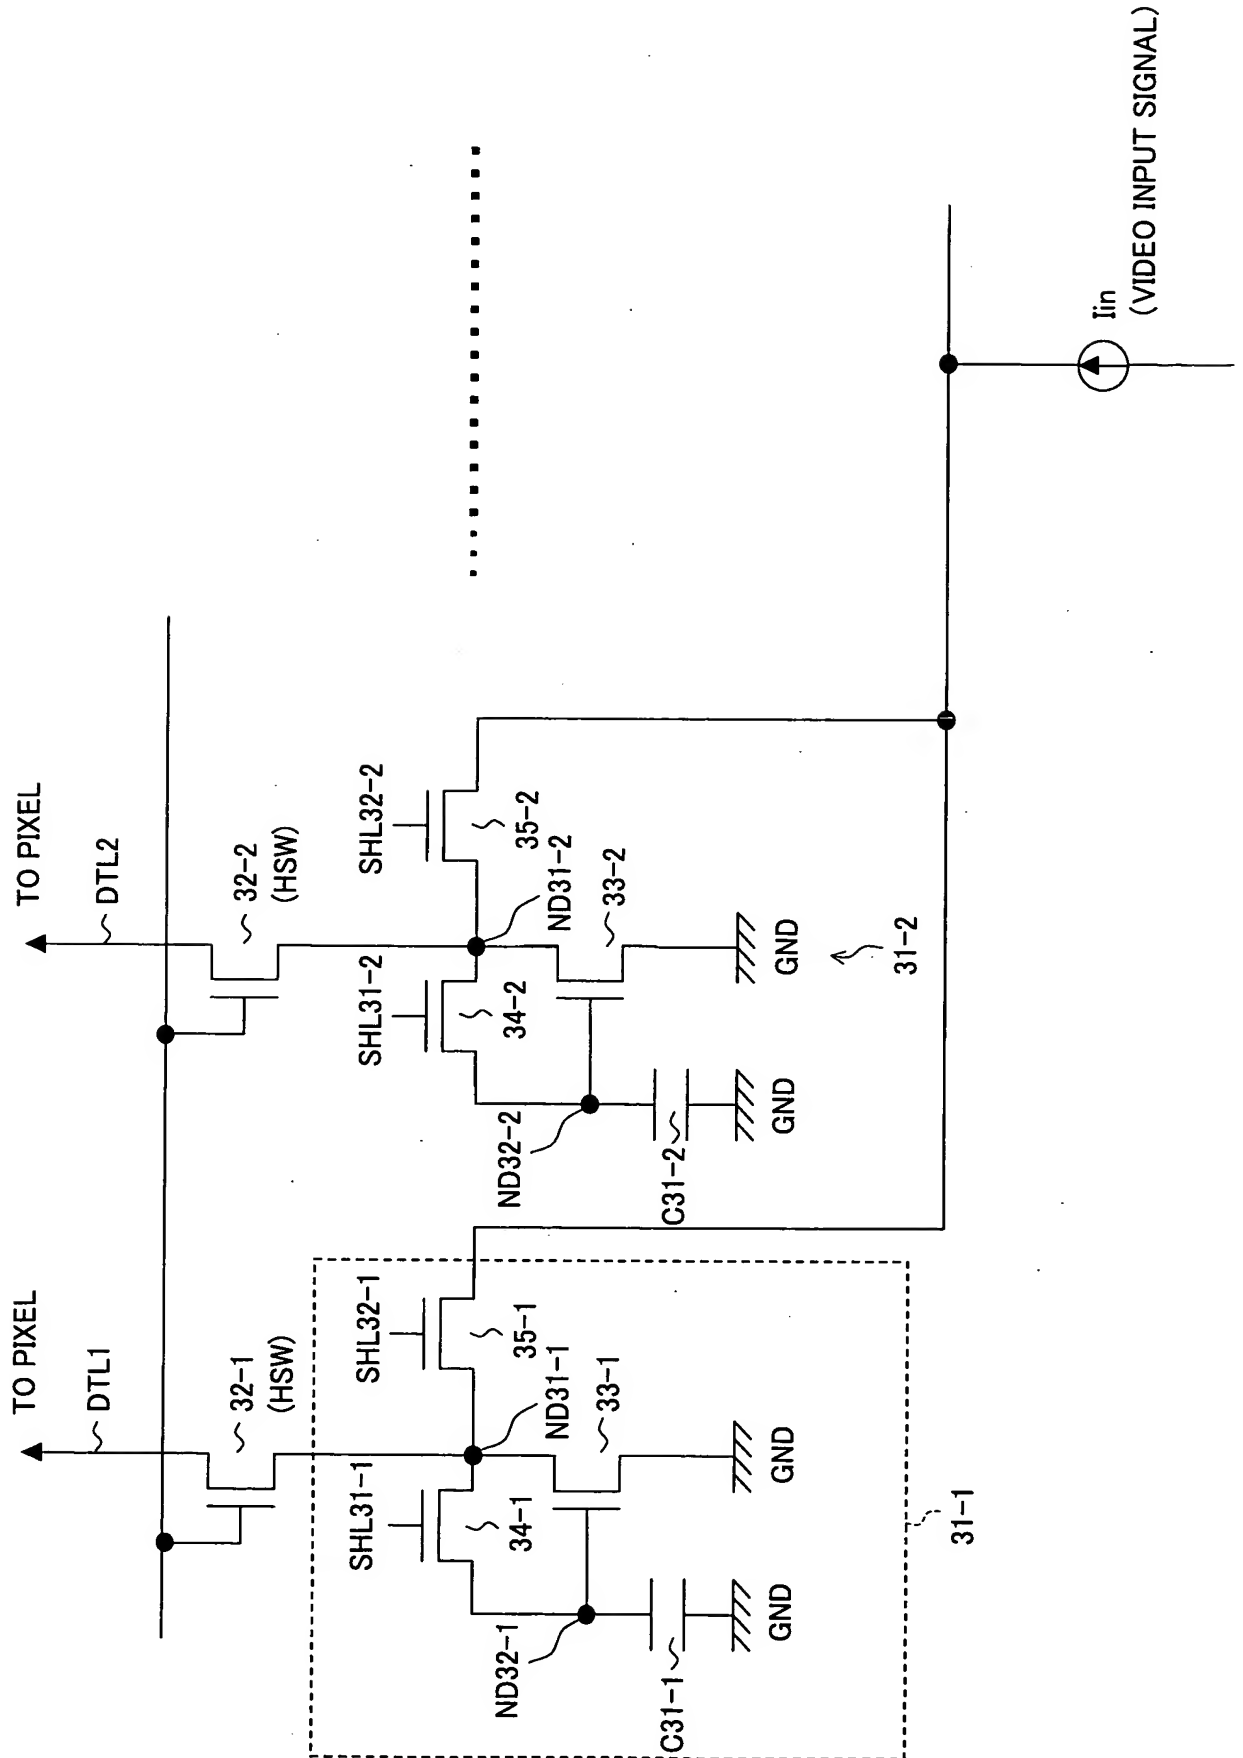 TO PIXEL
TO PIXEL
DTL1
DTL2
32-1
(HSW)
32-2
(HSW)
SHL31-1
SHL32-1
SHL31-2
SHL32-2
34-1
35-1
34-2
35-2
ND31-1
ND31-2
ND32-1
33-1
ND32-2
33-2
C31-1
GND
GND
C31-2
GND
GND
31-1
31-2
Iin
(VIDEO INPUT SIGNAL)